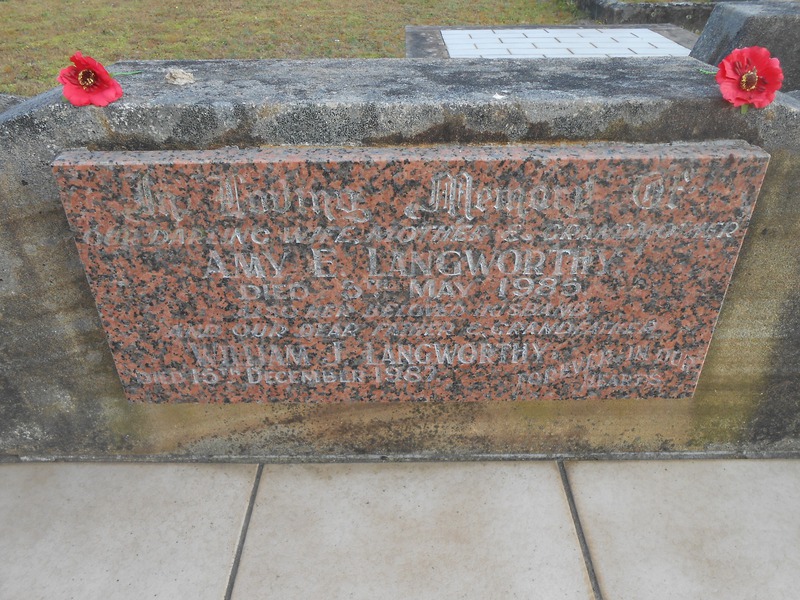 In Loving Memory Of
OUR DARLING WIFE, MOTHER & GRANDMOTHER
AMY E. LANGWORTHY
DIED 5TH MAY 1985
ALSO HER BELOVED HUSBAND
AND OUR DEAR FATHER & GRANDFATHER
WILLIAM J. LANGWORTHY
DIED 15TH DECEMBER 1987
FOREVER IN OUR
HEARTS